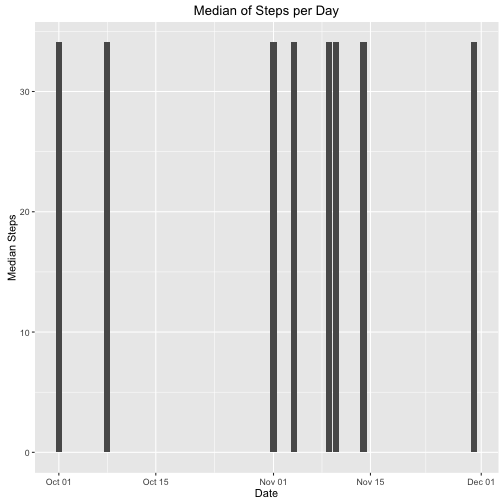 Median of Steps per Day
Median Steps
30
20
10
0
Oct 01 Oct 15 Nov 01 Nov 15 Dec 01
Date